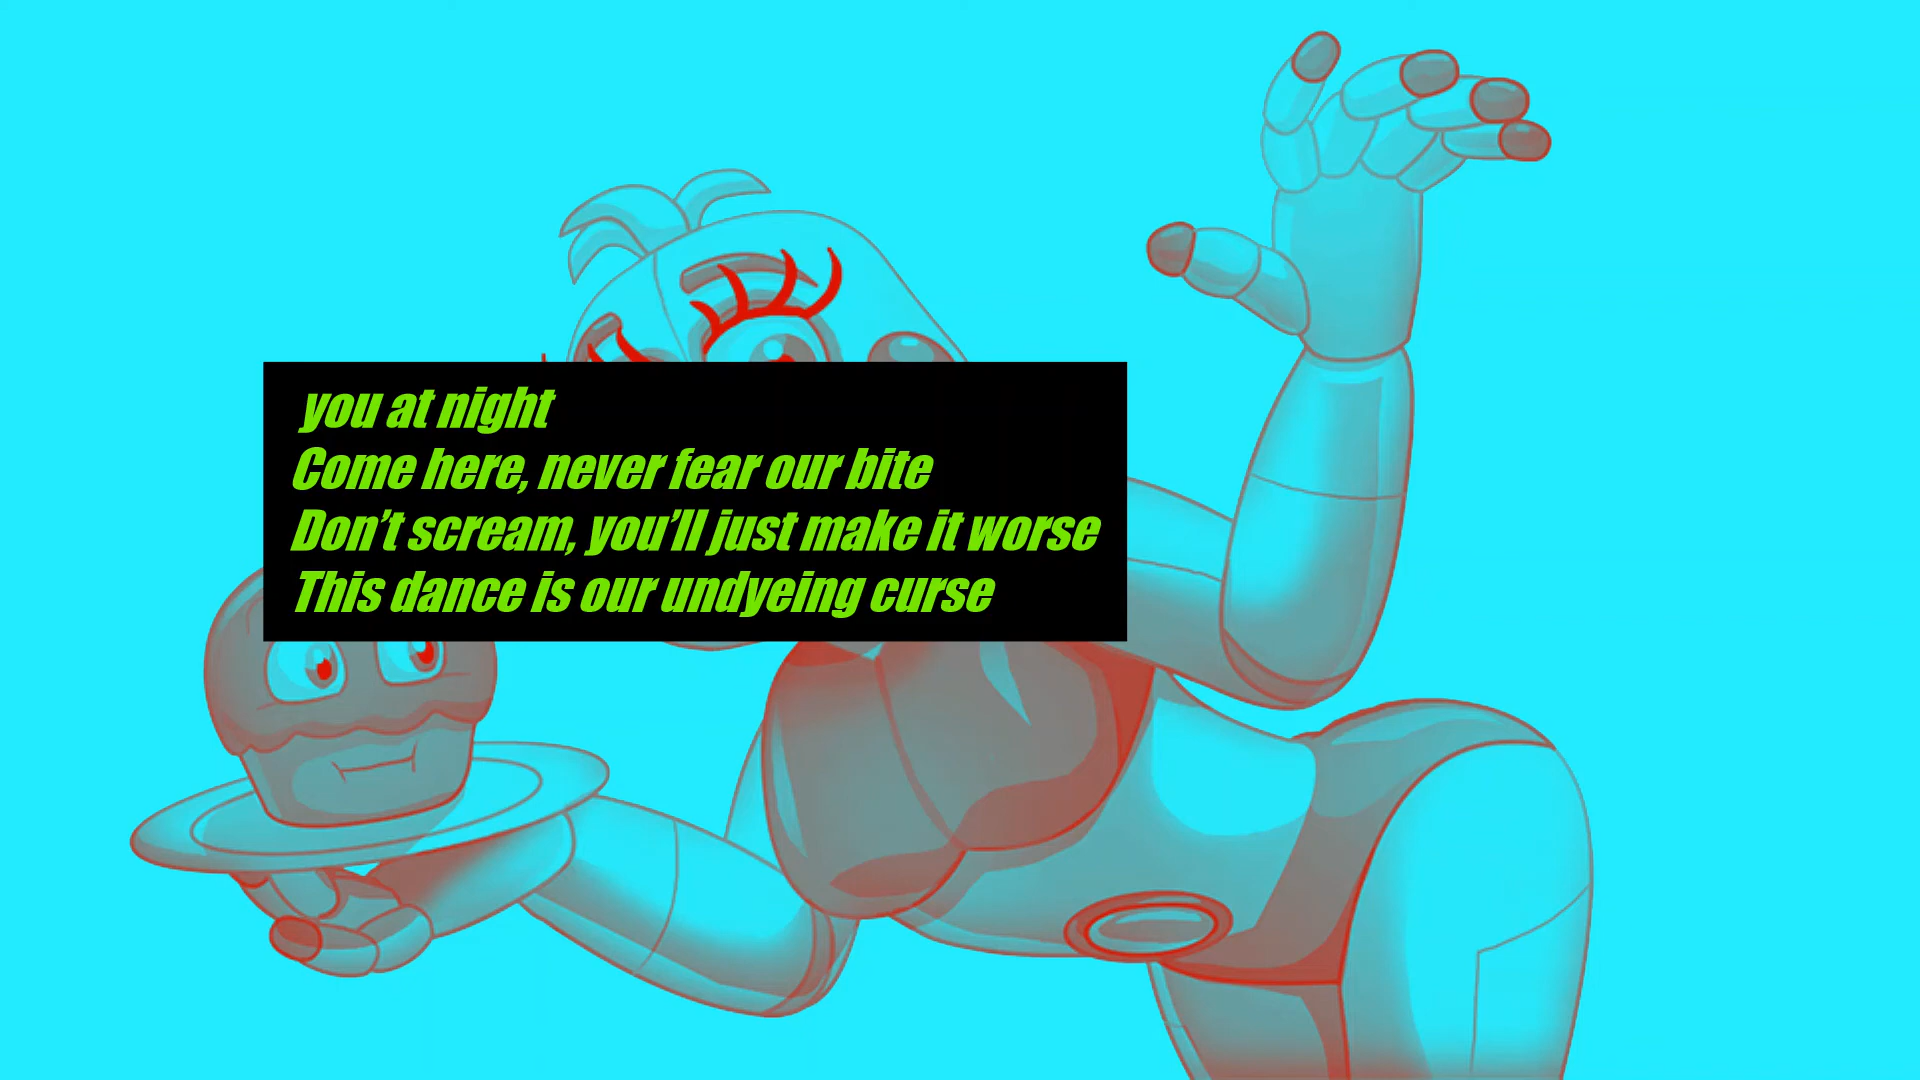 you at night
Come here, never fear our bite
Don’t scream, you’ll just make it worse
This dance is our undyeing curse